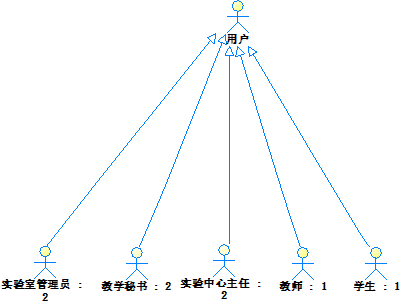 用户
实验室管理员 :
2
教学秘书 : 2
实验中心主任 :
2
教师 : 1
学生 : 1